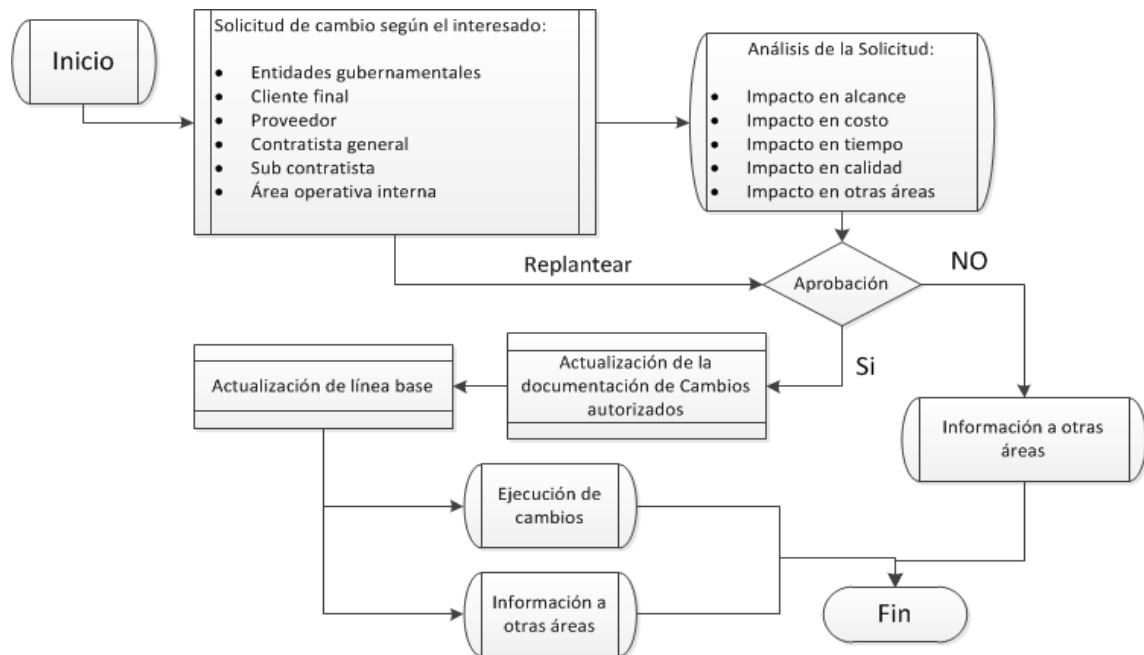 Inicio
Solicitud de cambio según el interesado:
• Entidades gubernamentales
• Cliente final
• Proveedor
• Contratista general
• Sub contratista
• Área operativa interna
Análisis de la Solicitud:
• Impacto en alcance
• Impacto en costo
• Impacto en tiempo
• Impacto en calidad
• Impacto en otras áreas
Replantear
Aprobación
NO
Si
Actualización de línea base
Actualización de la
documentación de Cambios
autorizados
Información a otras
áreas
Ejecución de
cambios
Información a
otras áreas
Fin